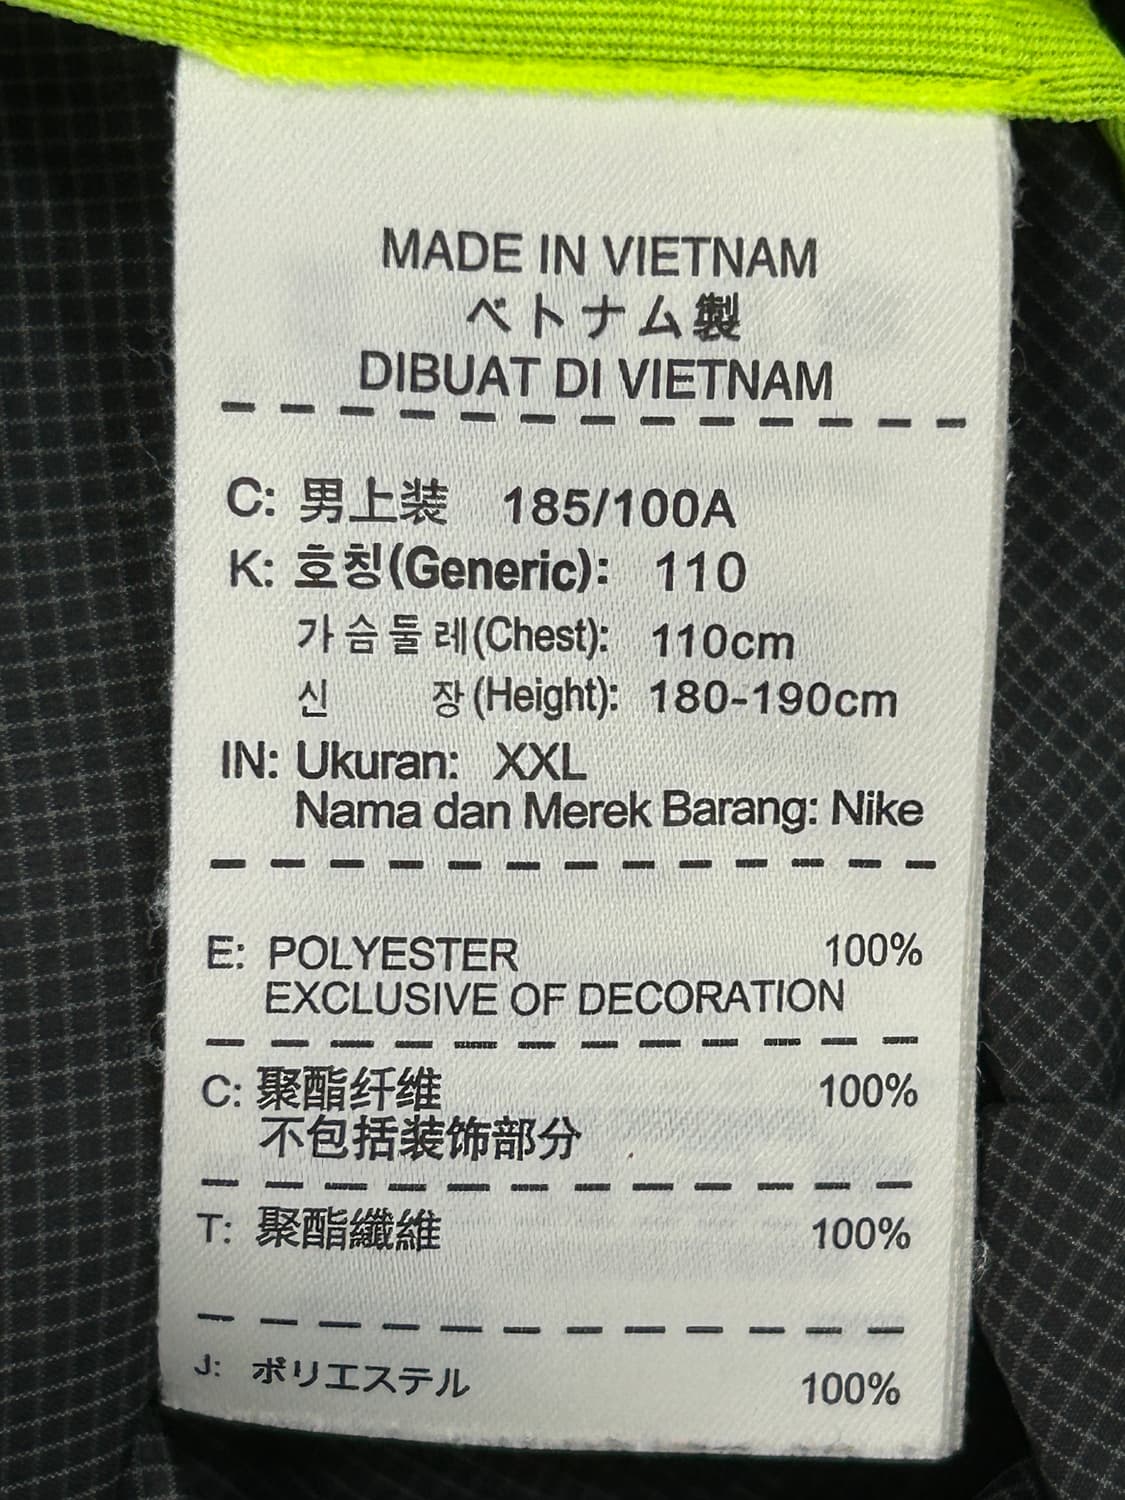 MADE IN VIETNAM
ベトナム製
DIBUAT DI VIETNAM
C: 男上装 185/100A
K: 호칭(Generic): 110
가슴둘레(Chest): 110cm
신 장(Height): 180-190cm
IN: Ukuran: XXL
Nama dan Merek Barang: Nike
E: POLYESTER 100%
EXCLUSIVE OF DECORATION
C: 聚酯纤维 100%
不包括装饰部分
T: 聚酯纖維 100%
J: ポリエステル 100%